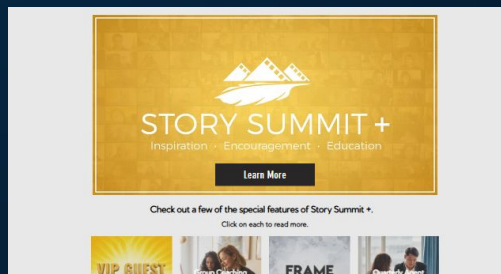 STORY SUMMIT +
Inspiration · Encouragement · Education
Learn More
Check out a few of the special features of Story Summit +.
Click on each to read more.
VIP GUEST
Group Coaching
FRAME
Quarterly Agent